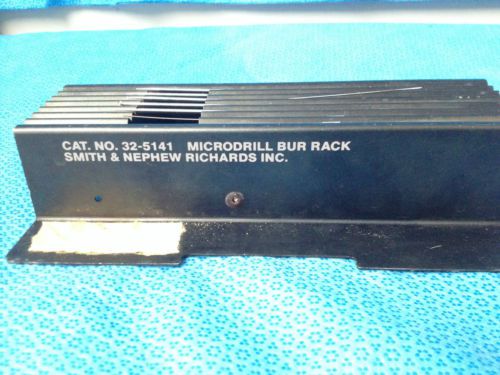 CAT. NO. 32-5141 MICRODRILL BUR RACK
SMITH & NEPHEW RICHARDS INC.